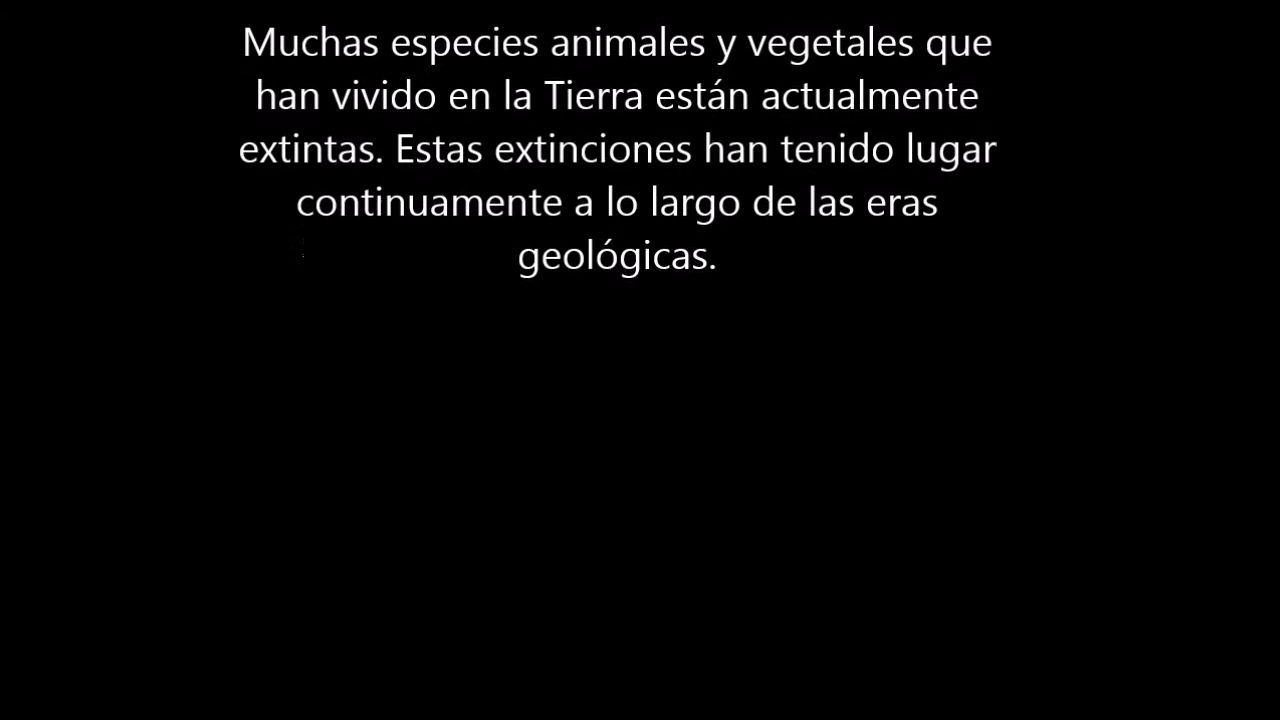 Muchas especies animales y vegetales que
han vivido en la Tierra están actualmente
extintas. Estas extinciones han tenido lugar
continuamente a lo largo de las eras
geológicas.